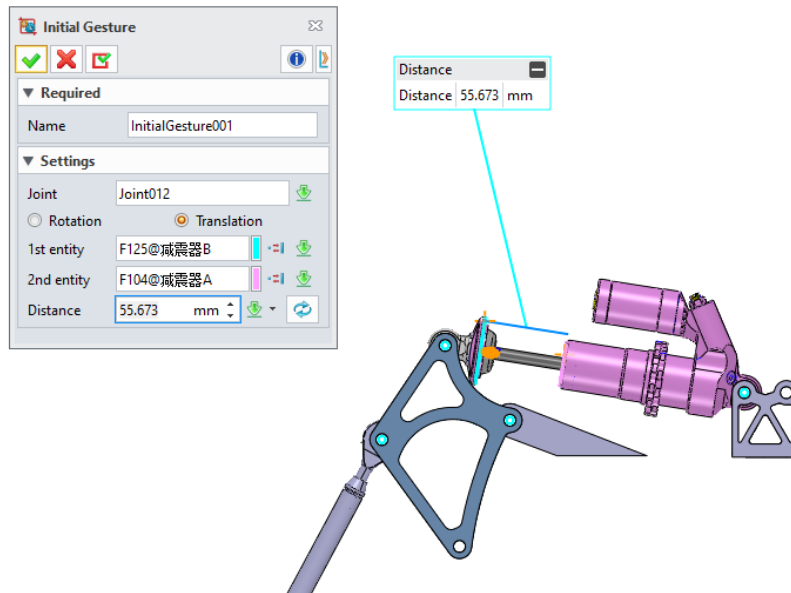 Initial Gesture
Required
Name InitialGesture001
Settings
Joint Joint012
Rotation Translation
1st entity F125@减震器B
2nd entity F104@减震器A
Distance 55.673 mm
Distance
Distance 55.673 mm